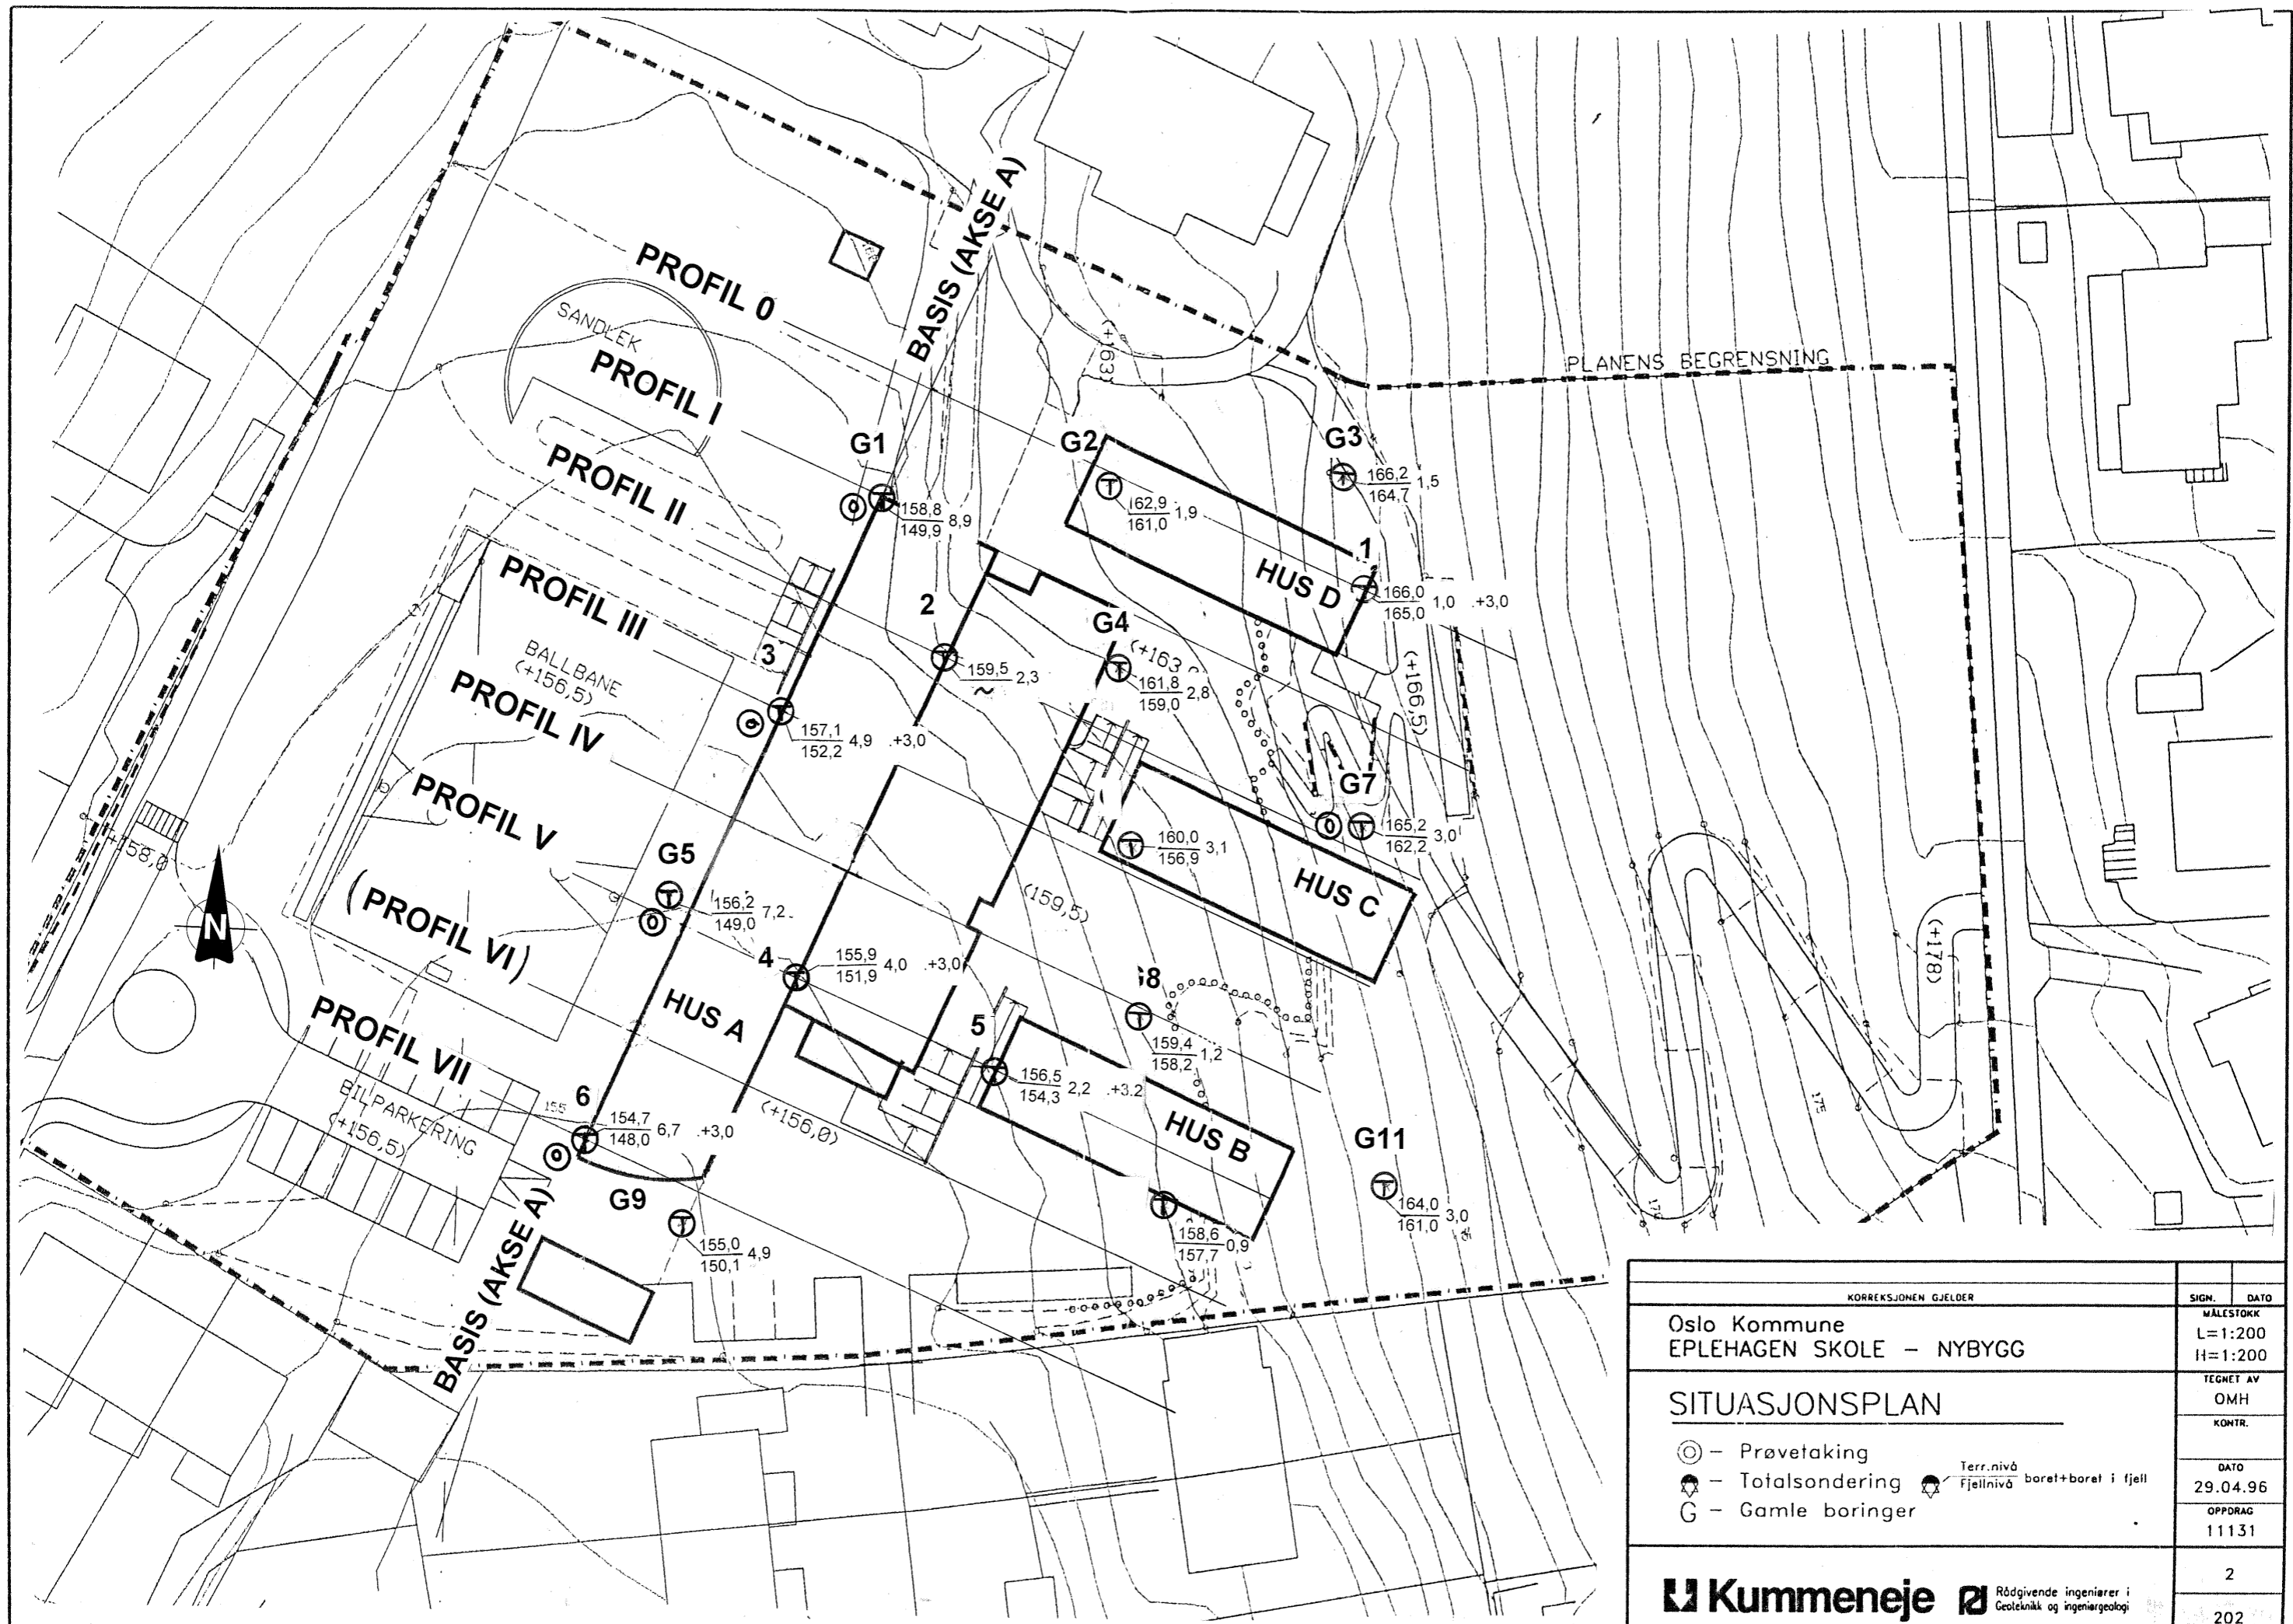 BASIS (AKSE A)
PROFIL 0
SANDLEK
PROFIL I
(+163)
PLANENS BEGRENSNING
G1
G2
G3
PROFIL II
166,2
164,7
1,5
158,8
149,9
8,9
162,9
161,0
1,9
PROFIL III
HUS D
1
166,0
165,0
1,0
.+3,0
2
G4
3
BALLBANE
(+156,5)
159,5
~
2,3
161,8
159,0
2,8
(+166,5)
PROFIL IV
157,1
152,2
4,9
.+3,0
PROFIL V
G7
165,2
162,2
3,0
160,0
156,9
3,1
G5
HUS C
156,2
149,0
7,2
(159,5)
N
(PROFIL VI)
4
155,9
151,9
4,0
.+3,0
(+178)
HUS A
PROFIL VII
5
159,4
158,2
1,2
156,5
154,3
2,2
.+3.2
BILPARKERING
(+156,5)
155
6
154,7
148,0
6,7
.+3,0
(+156,0)
HUS B
G11
175
164,0
161,0
3,0
G9
155,0
150,1
4,9
158,6
157,7
0,9
BASIS (AKSE A)
KORREKSJONEN GJELDER
SIGN.
DATO
Oslo Kommune
EPLEHAGEN SKOLE – NYBYGG
MÅLESTOKK
L=1:200
H=1:200
TEGNET AV
OMH
KONTR.
SITUASJONSPLAN
– Prøvetaking
– Totalsondering
Terr.nivå
Fjellnivå
boret+boret i fjell
G – Gamle boringer
DATO
29.04.96
OPPDRAG
11131
2
202
Kummeneje
Rådgivende ingeniører i
Geoteknikk og ingeniørgeologi